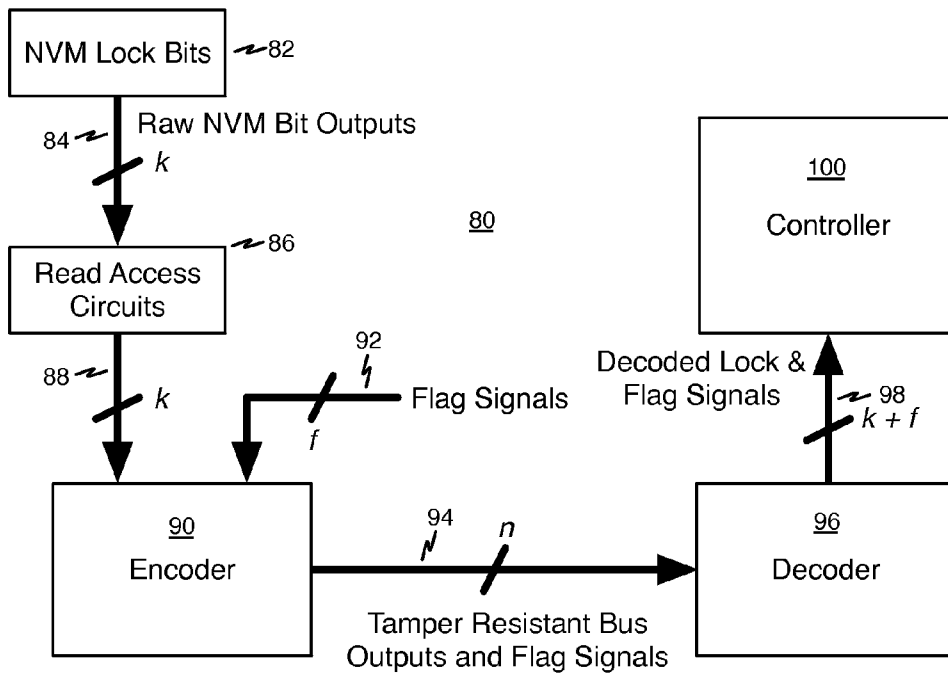 NVM Lock Bits
82
84
Raw NVM Bit Outputs
k
86
Read Access
Circuits
80
100
Controller
88
k
92
Flag Signals
f
Decoded Lock &
Flag Signals
98
k + f
90
Encoder
94
n
96
Decoder
Tamper Resistant Bus
Outputs and Flag Signals